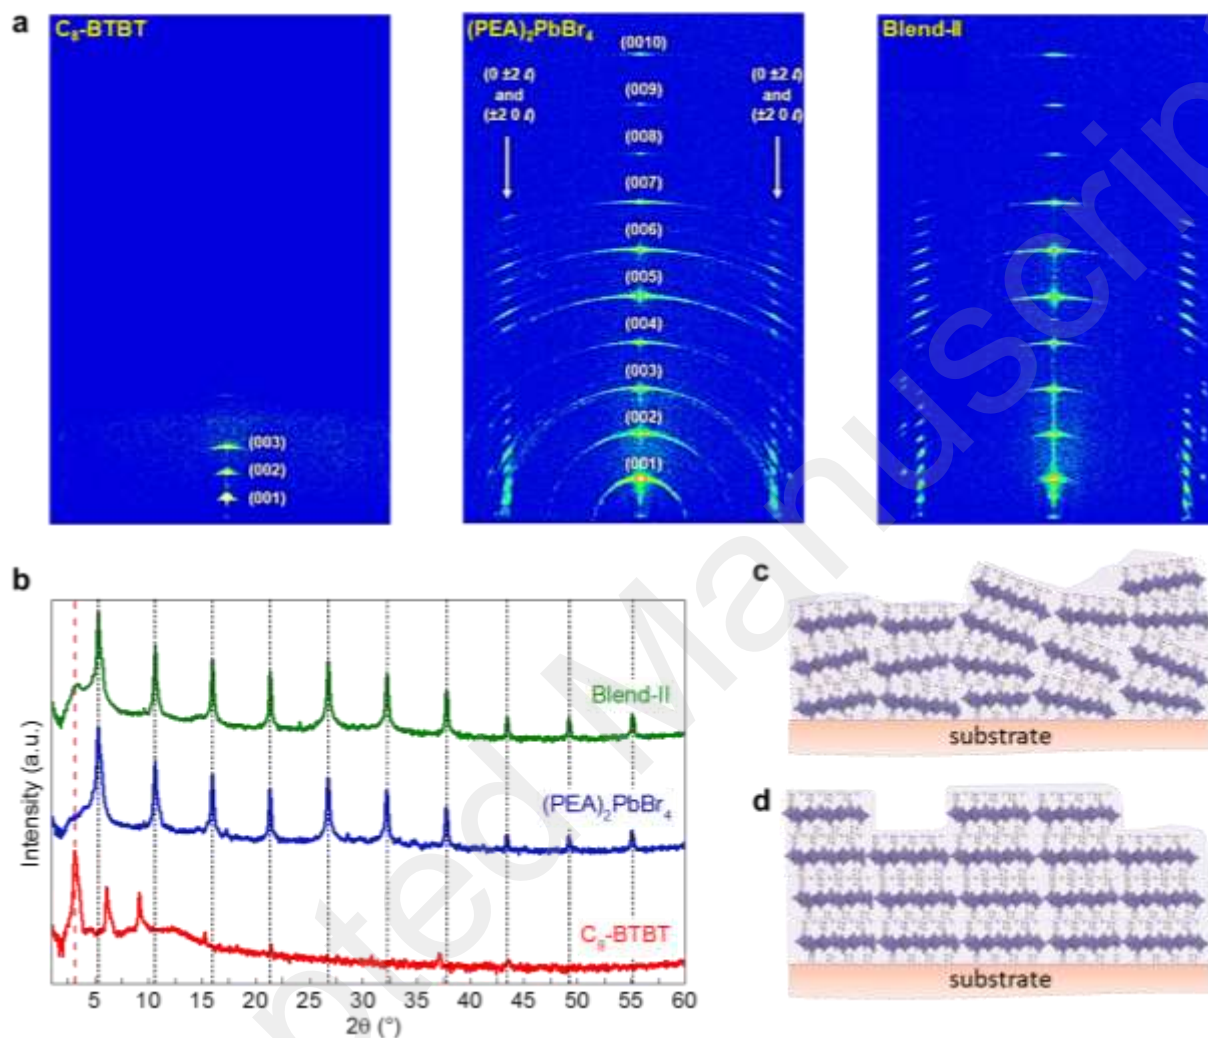 a
C₈-BTBT
(003)
(002)
(001)
(PEA)₂PbBr₄
(0010)
(0 ±2 l)
and
(±2 0 l)
(009)
(0 ±2 l)
and
(±2 0 l)
(008)
(007)
(006)
(005)
(004)
(003)
(002)
(001)
Blend-II
b
Intensity (a.u.)
Blend-II
(PEA)₂PbBr₄
C₈-BTBT
5 10 15 20 25 30 35 40 45 50 55 60
2θ (°)
c
substrate
d
substrate